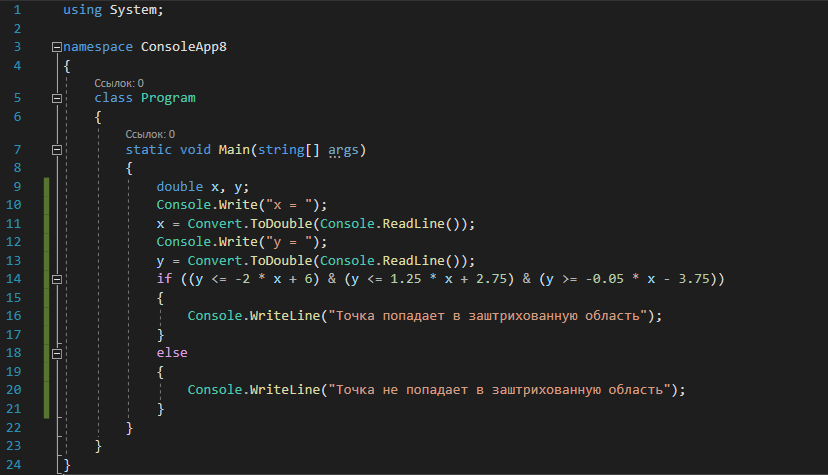 1 using System;
2
3 namespace ConsoleApp8
4 {
Ссылок: 0
5 class Program
6 {
Ссылок: 0
7 static void Main(string[] args)
8 {
9 double x, y;
10 Console.Write("x = ");
11 x = Convert.ToDouble(Console.ReadLine());
12 Console.Write("y = ");
13 y = Convert.ToDouble(Console.ReadLine());
14 if ((y <= -2 * x + 6) & (y <= 1.25 * x + 2.75) & (y >= -0.05 * x - 3.75))
15 {
16 Console.WriteLine("Точка попадает в заштрихованную область");
17 }
18 else
19 {
20 Console.WriteLine("Точка не попадает в заштрихованную область");
21 }
22 }
23 }
24 }